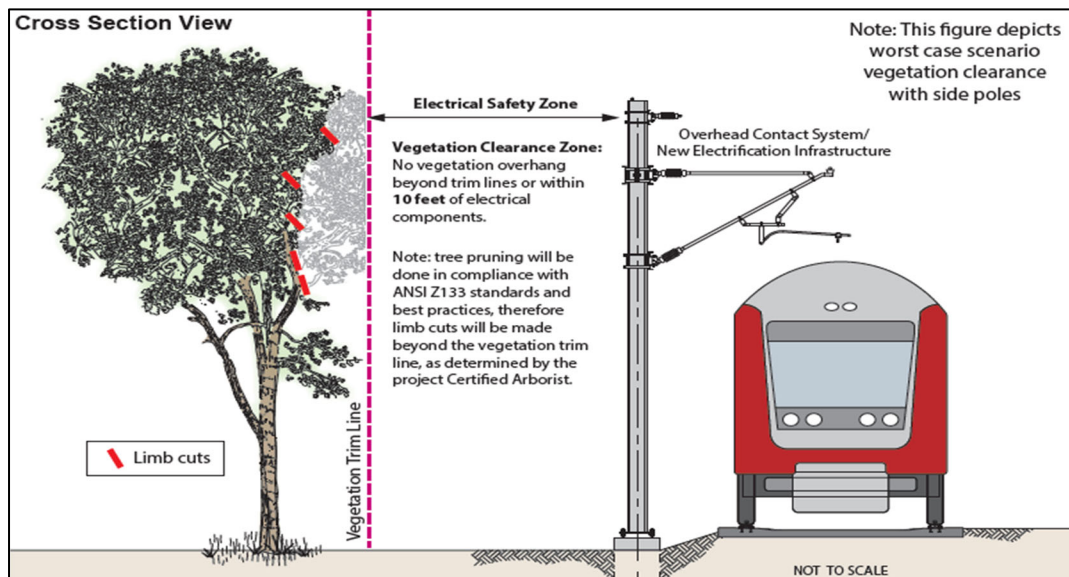 Cross Section View
Note: This figure depicts
worst case scenario
vegetation clearance
with side poles
Electrical Safety Zone
Vegetation Clearance Zone:
No vegetation overhang
beyond trim lines or within
10 feet of electrical
components.
Note: tree pruning will be
done in compliance with
ANSI Z133 standards and
best practices, therefore
limb cuts will be made
beyond the vegetation trim
line, as determined by the
project Certified Arborist.
Overhead Contact System/
New Electrification Infrastructure
Vegetation Trim Line
Limb cuts
NOT TO SCALE